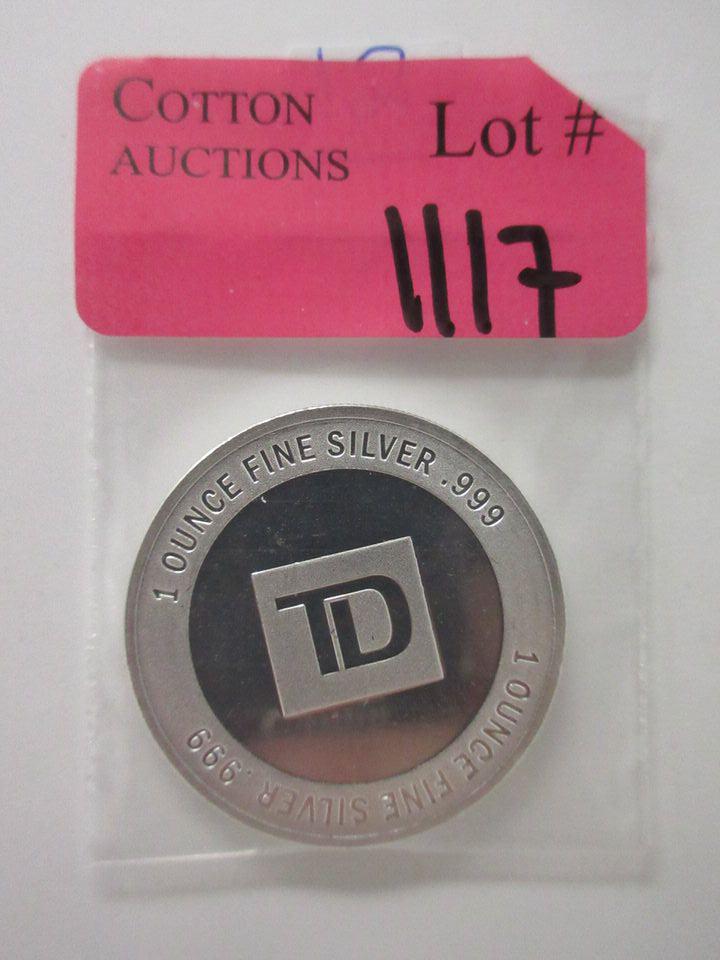 COTTON
AUCTIONS
Lot #
1117
1 OUNCE FINE SILVER .999
TD
1 OUNCE FINE SILVER .999